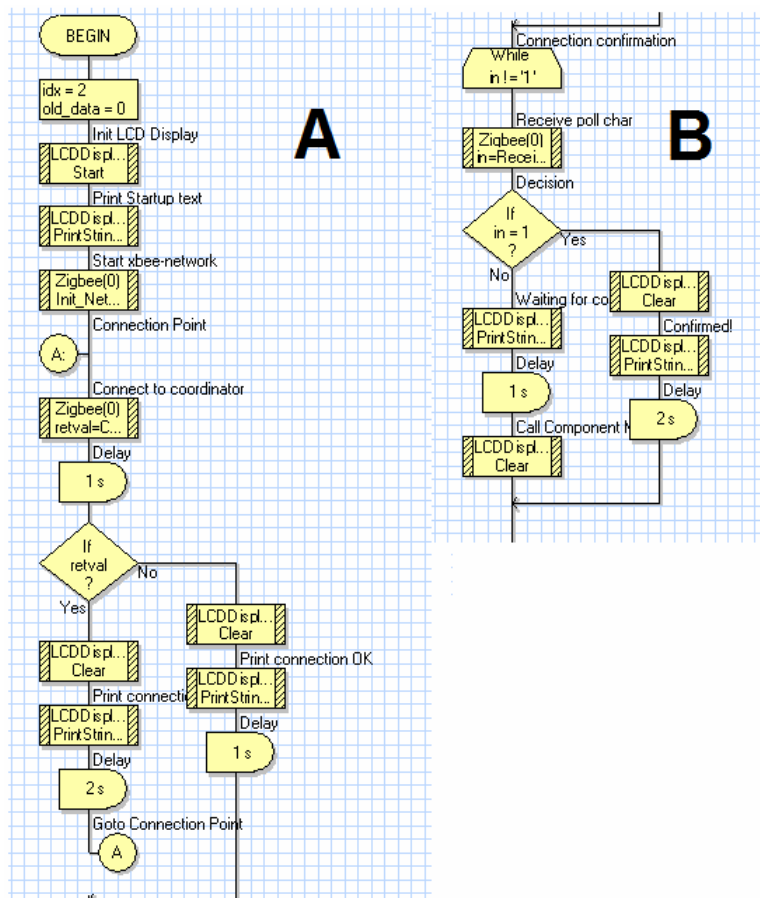 BEGIN
idx = 2
old_data = 0
Init LCD Display
LCDDispl...
Start
Print Startup text
LCDDispl...
PrintStrin...
Start xbee-network
Zigbee(0)
Init_Net...
Connection Point
A:
Connect to coordinator
Zigbee(0)
retval=C...
Delay
1 s
If
retval
?
No
Yes
LCDDispl...
Clear
Print connecti
LCDDispl...
PrintStrin...
Delay
2 s
Goto Connection Point
A
LCDDispl...
Clear
Print connection OK
LCDDispl...
PrintStrin...
Delay
1 s
A
B
Connection confirmation
While
in != '1'
Receive poll char
Zigbee(0)
in=Recei...
Decision
If
in = 1
?
Yes
No
Waiting for co
LCDDispl...
PrintStrin...
Delay
1 s
Call Component M
LCDDispl...
Clear
LCDDispl...
Clear
Confirmed!
LCDDispl...
PrintStrin...
Delay
2 s